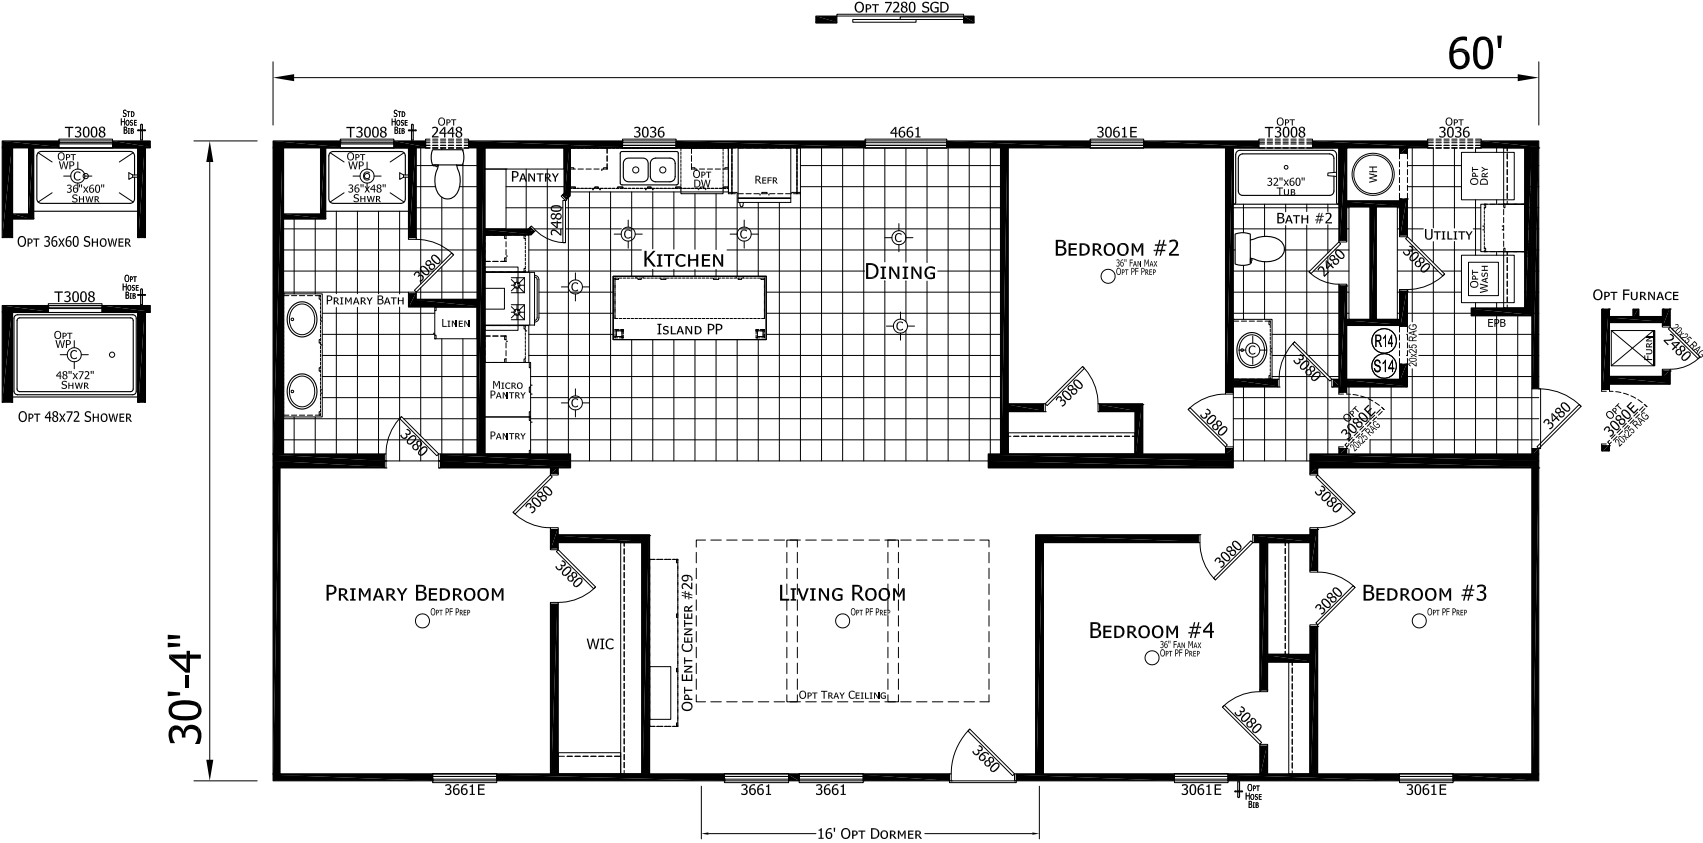 OPT 7280 SGD
60'
30'-4"
T3008
STD
HOSE
BIB
OPT
WP
36"x60"
SHWR
OPT 36X60 SHOWER
T3008
OPT
HOSE
BIB
OPT
WP
48"x72"
SHWR
OPT 48X72 SHOWER
T3008
STD
HOSE
BIB
OPT
2448
3036
4661
3061E
OPT
T3008
OPT
3036
OPT
WP
36"x48"
SHWR
3080
PRIMARY BATH
LINEN
3080
PANTRY
2480
OPT
DW
REFR
KITCHEN
ISLAND PP
DINING
MICRO
PANTRY
PANTRY
C
C
C
C
C
C
BEDROOM #2
36" FAN MAX
OPT PF PREP
3080
3080
32"x60"
TUB
BATH #2
2480
C
3080
WH
OPT
DRY
UTILITY
3080
OPT
WASH
EPB
R14
S14
20x25 RAG
OPT
3080E
20x25 RAG
3480
OPT FURNACE
FURN
20x25 RAG
2480
OPT
3080E
20x25 RAG
3080
PRIMARY BEDROOM
OPT PF PREP
3080
WIC
OPT ENT CENTER #29
LIVING ROOM
OPT PF PREP
OPT TRAY CEILING
3680
3080
BEDROOM #4
36" FAN MAX
OPT PF PREP
3080
3080
3080
BEDROOM #3
OPT PF PREP
3661E
3661
3661
3061E
OPT
HOSE
BIB
3061E
16' OPT DORMER